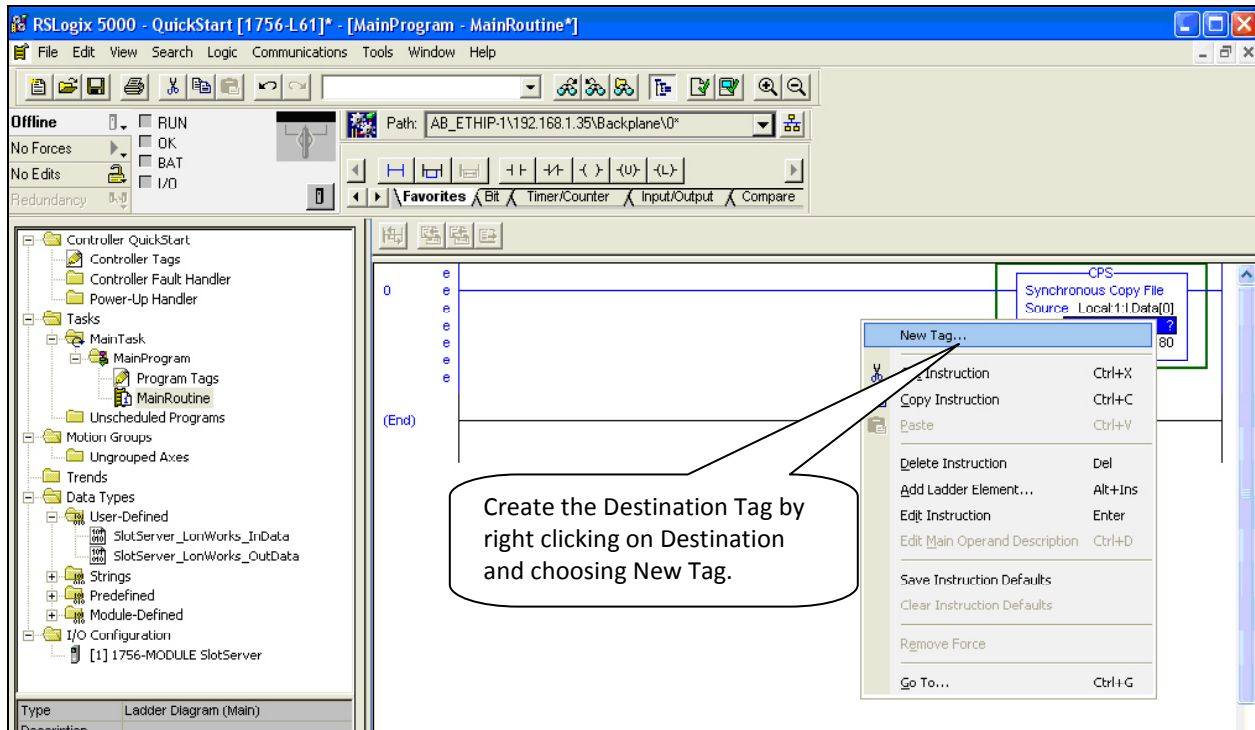 RSLogix 5000 - QuickStart [1756-L61]* - [MainProgram - MainRoutine*]
File Edit View Search Logic Communications Tools Window Help
Offline
RUN
No Forces
OK
No Edits
BAT
Redundancy
I/O
Path: AB_ETHIP-1\192.168.1.35\Backplane\0*
Favorites Bit Timer/Counter Input/Output Compare
Controller QuickStart
Controller Tags
Controller Fault Handler
Power-Up Handler
Tasks
MainTask
MainProgram
Program Tags
MainRoutine
Unscheduled Programs
Motion Groups
Ungrouped Axes
Trends
Data Types
User-Defined
SlotServer_LonWorks_InData
SlotServer_LonWorks_OutData
Strings
Predefined
Module-Defined
I/O Configuration
[1] 1756-MODULE SlotServer
Type Ladder Diagram (Main)
Description
e
0 e
e
e
e
e
e
(End)
CPS
Synchronous Copy File
Source Local:1:I.Data[0]
?
80
New Tag...
Instruction Ctrl+X
Copy Instruction Ctrl+C
Paste Ctrl+V
Delete Instruction Del
Add Ladder Element... Alt+Ins
Edit Instruction Enter
Edit Main Operand Description Ctrl+D
Save Instruction Defaults
Clear Instruction Defaults
Remove Force
Go To... Ctrl+G
Create the Destination Tag by
right clicking on Destination
and choosing New Tag.